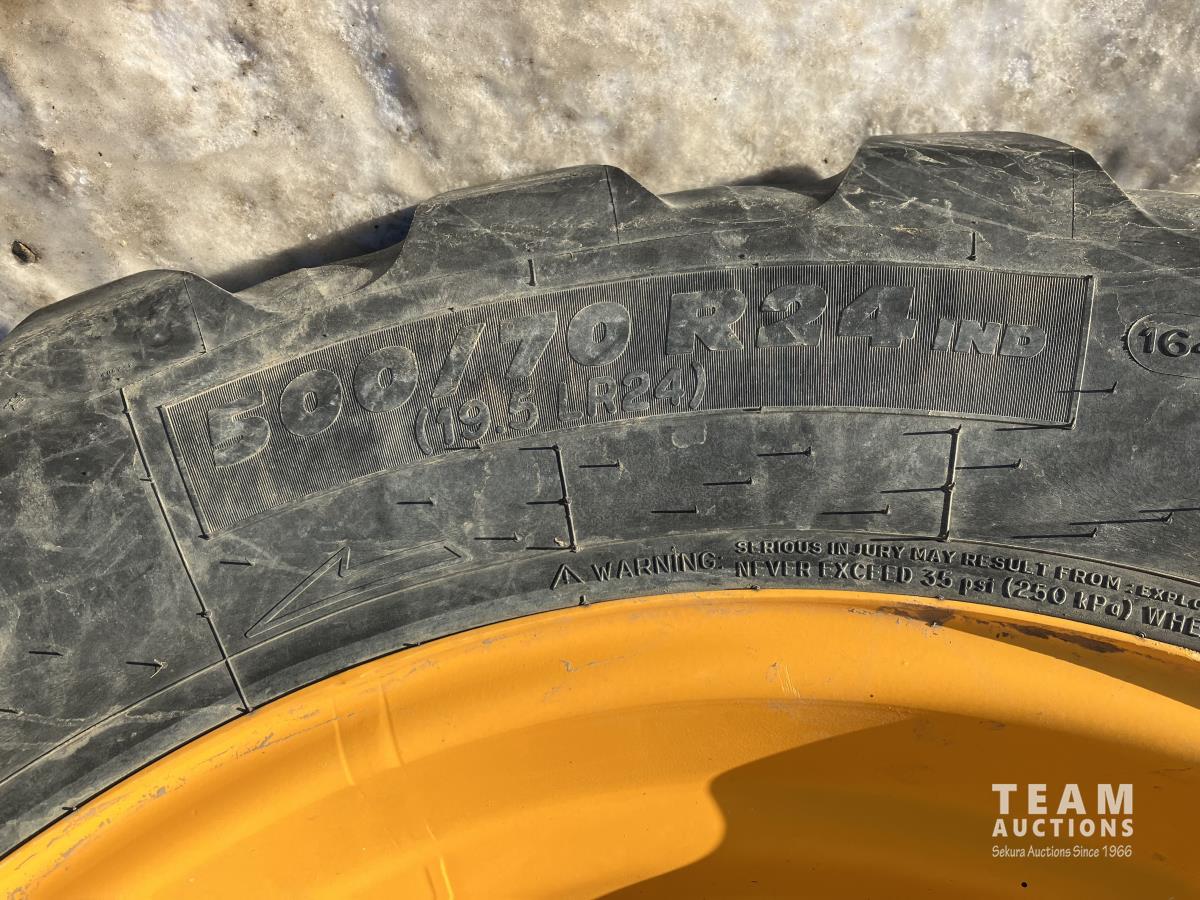 500/70 R24 IND
(19.5 LR24)
164
WARNING: SERIOUS INJURY MAY RESULT FROM: EXPLO
NEVER EXCEED 35 psi (250 kPa) WHE
TEAM
AUCTIONS
Sekura Auctions Since 1966